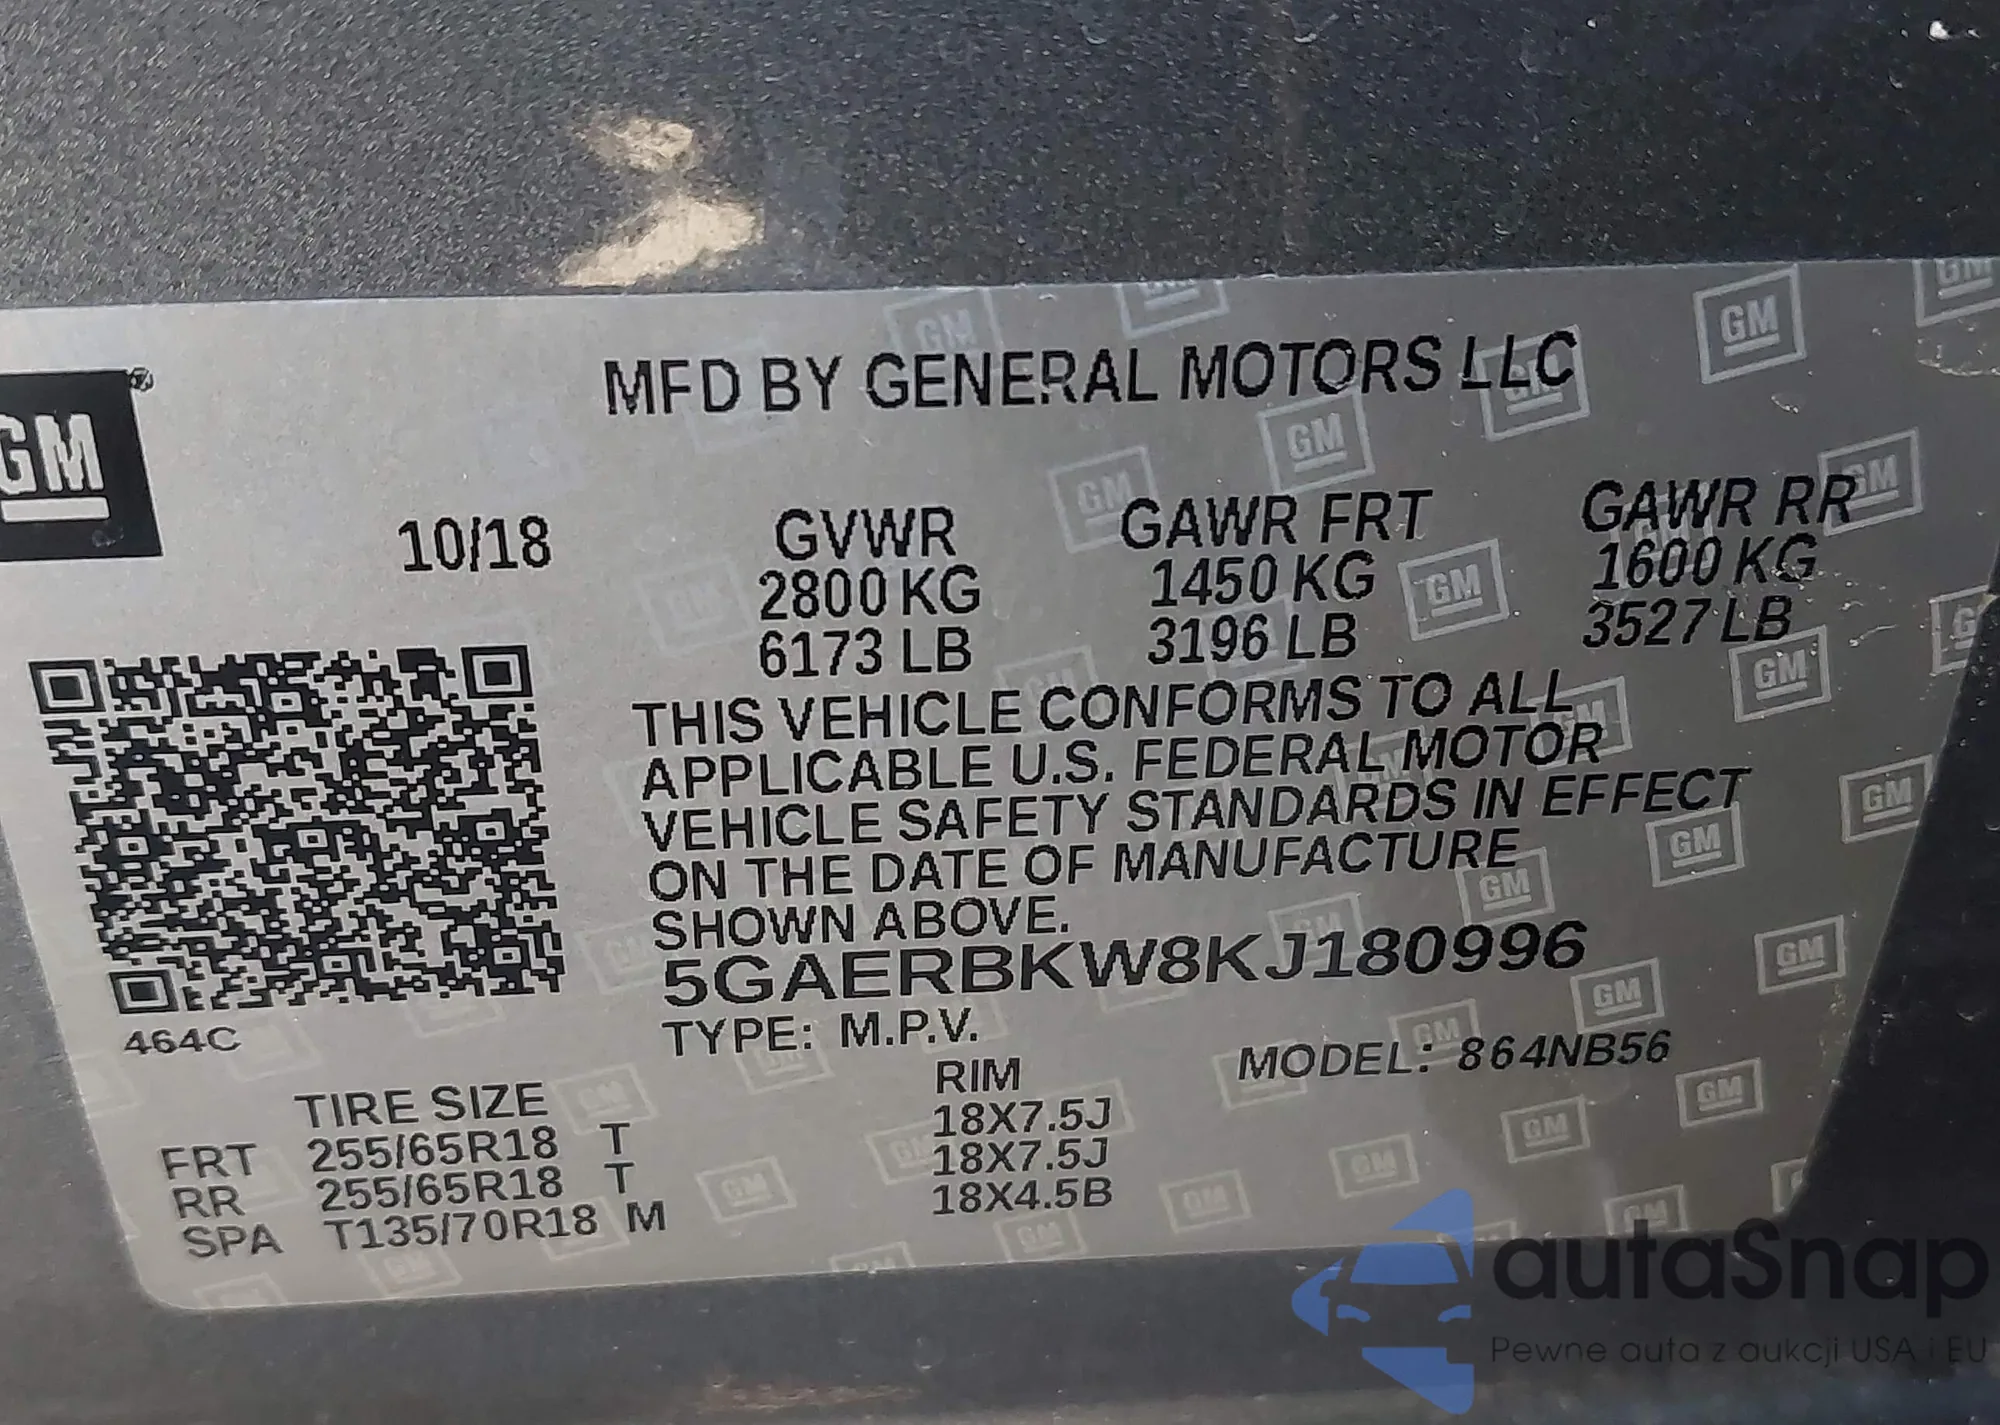 GM
MFD BY GENERAL MOTORS LLC
10/18
GVWR GAWR FRT GAWR RR
2800 KG 1450 KG 1600 KG
6173 LB 3196 LB 3527 LB
THIS VEHICLE CONFORMS TO ALL
APPLICABLE U.S. FEDERAL MOTOR
VEHICLE SAFETY STANDARDS IN EFFECT
ON THE DATE OF MANUFACTURE
SHOWN ABOVE.
5GAERBKW8KJ180996
464C
TYPE: M.P.V. MODEL: 864NB56
TIRE SIZE RIM
FRT 255/65R18 T 18X7.5J
RR 255/65R18 T 18X7.5J
SPA T135/70R18 M 18X4.5B
autaSnap
Pewne auta z aukcji USA i EU